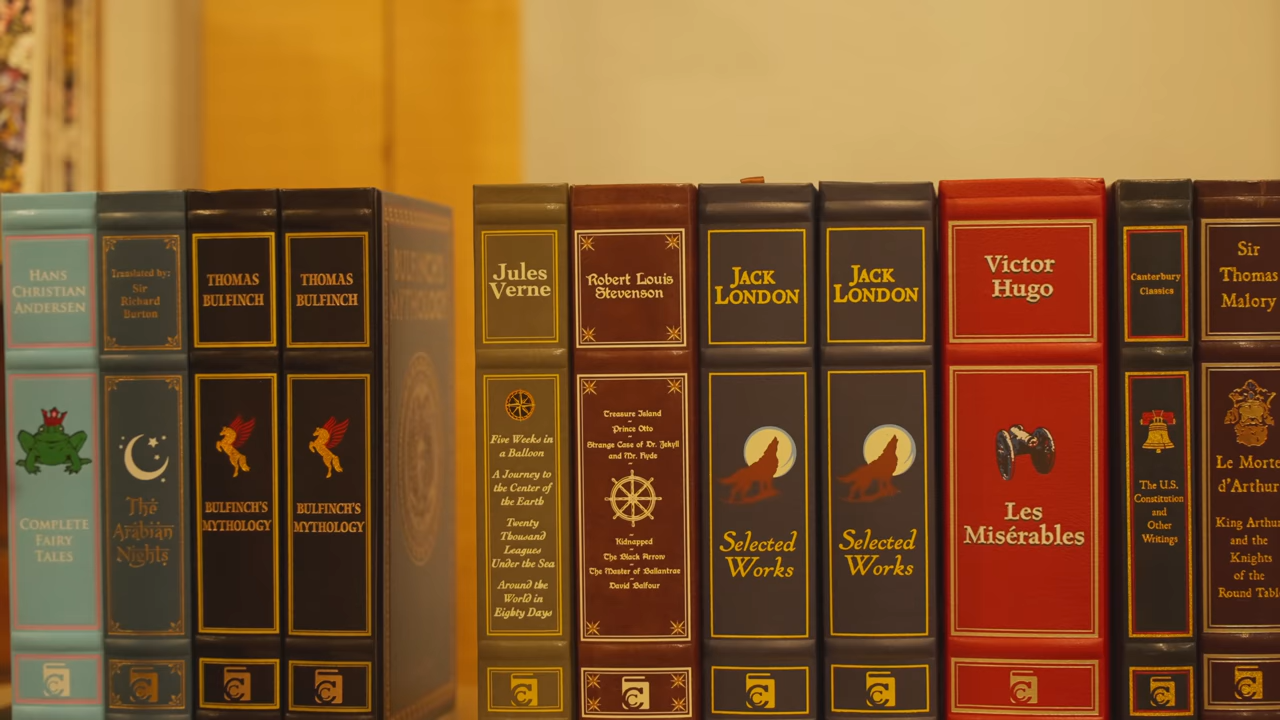 HANS
CHRISTIAN
ANDERSEN
COMPLETE
FAIRY
TALES
Translated by:
Sir
Richard
Burton
The
Arabian
Nights
THOMAS
BULFINCH
BULFINCH'S
MYTHOLOGY
THOMAS
BULFINCH
BULFINCH'S
MYTHOLOGY
BULFINCH'S
MYTHOLOGY
Jules
Verne
Five Weeks in
a Balloon
A Journey to
the Center of
the Earth
Twenty
Thousand
Leagues
Under the Sea
Around the
World in
Eighty Days
Robert Louis
Stevenson
Treasure Island
Prince Otto
Strange Case of Dr. Jekyll
and Mr. Hyde
Kidnapped
The Black Arrow
The Master of Ballantrae
David Balfour
JACK
LONDON
Selected
Works
JACK
LONDON
Selected
Works
Victor
Hugo
Les
Misérables
Canterbury
Classics
The U.S.
Constitution
and
Other
Writings
Sir
Thomas
Malory
Le Morte
d'Arthur
King Arthur
and the
Knights
of the
Round Table